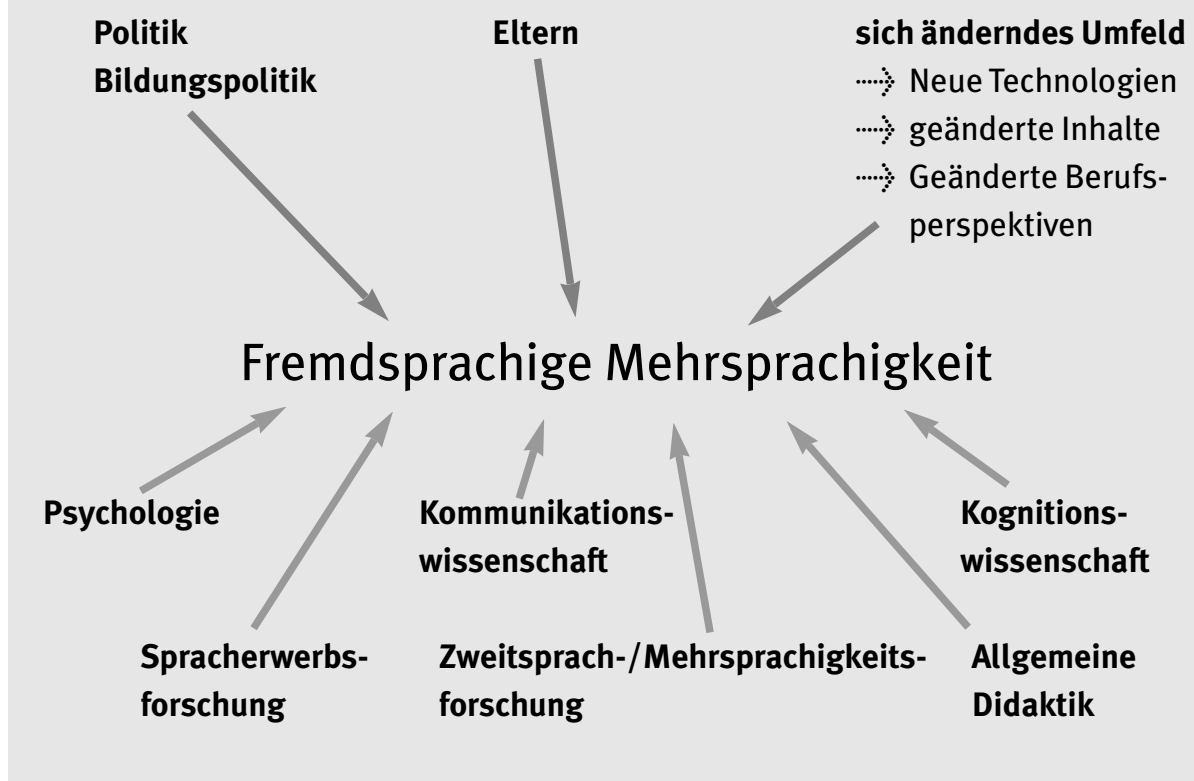 Politik
Bildungspolitik
Eltern
sich änderndes Umfeld
Neue Technologien
geänderte Inhalte
Geänderte Berufs-
perspektiven
Fremdsprachige Mehrsprachigkeit
Psychologie
Kommunikations-
wissenschaft
Kognitions-
wissenschaft
Spracherwerbs-
forschung
Zweitsprach-/Mehrsprachigkeits-
forschung
Allgemeine
Didaktik